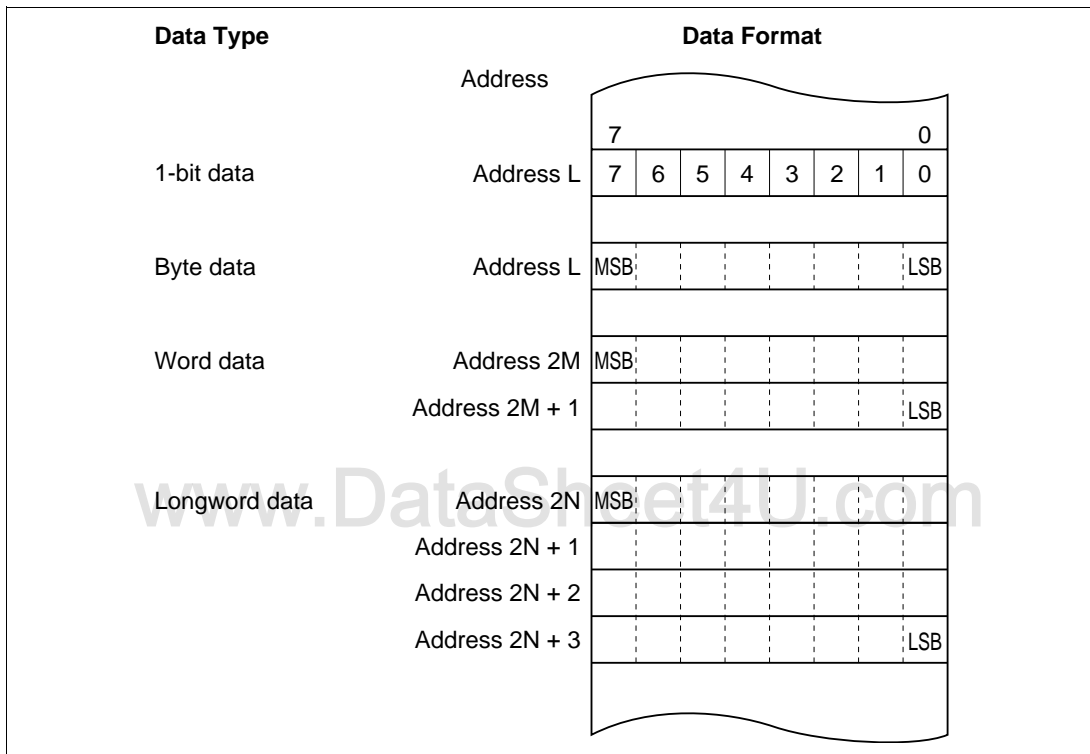 Data Type Data Format
Address
7 0
1-bit data Address L 7 6 5 4 3 2 1 0
Byte data Address L MSB LSB
Word data Address 2M MSB
Address 2M + 1 LSB
www.DataSheet4U.com
Longword data Address 2N MSB
Address 2N + 1
Address 2N + 2
Address 2N + 3 LSB